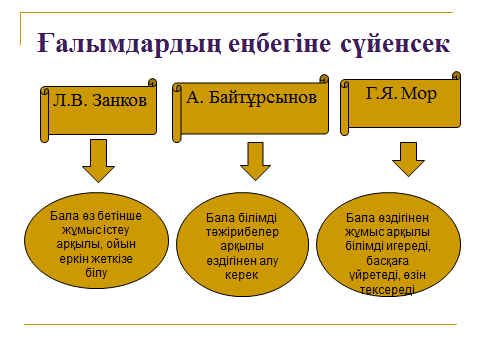 Ғалымдардың еңбегіне сүйенсек
Л.В. Занков
А. Байтұрсынов
Г.Я. Мор
Бала өз бетінше
жұмыс істеу
арқылы, ойын
еркін жеткізе
білу
Бала білімді
тәжірибелер
арқылы
өздігінен алу
керек
Бала өздігінен
жұмыс арқылы
білімді игереді,
басқаға
үйретеді, өзін
тексереді